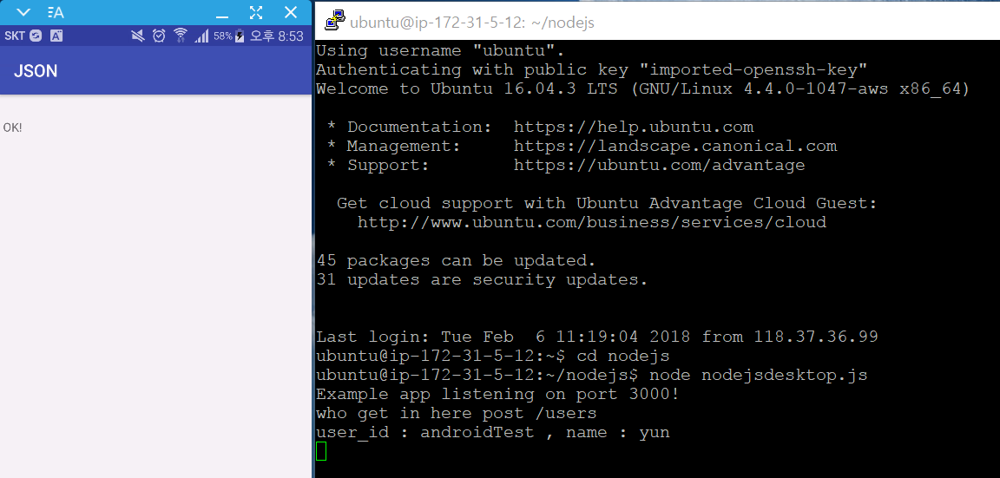 SKT 58% 오후 8:53
JSON
OK!
ubuntu@ip-172-31-5-12: ~/nodejs
Using username "ubuntu".
Authenticating with public key "imported-openssh-key"
Welcome to Ubuntu 16.04.3 LTS (GNU/Linux 4.4.0-1047-aws x86_64)
* Documentation:  https://help.ubuntu.com
* Management:     https://landscape.canonical.com
* Support:        https://ubuntu.com/advantage
Get cloud support with Ubuntu Advantage Cloud Guest:
http://www.ubuntu.com/business/services/cloud
45 packages can be updated.
31 updates are security updates.
Last login: Tue Feb  6 11:19:04 2018 from 118.37.36.99
ubuntu@ip-172-31-5-12:~$ cd nodejs
ubuntu@ip-172-31-5-12:~/nodejs$ node nodejsdesktop.js
Example app listening on port 3000!
who get in here post /users
user_id : androidTest , name : yun